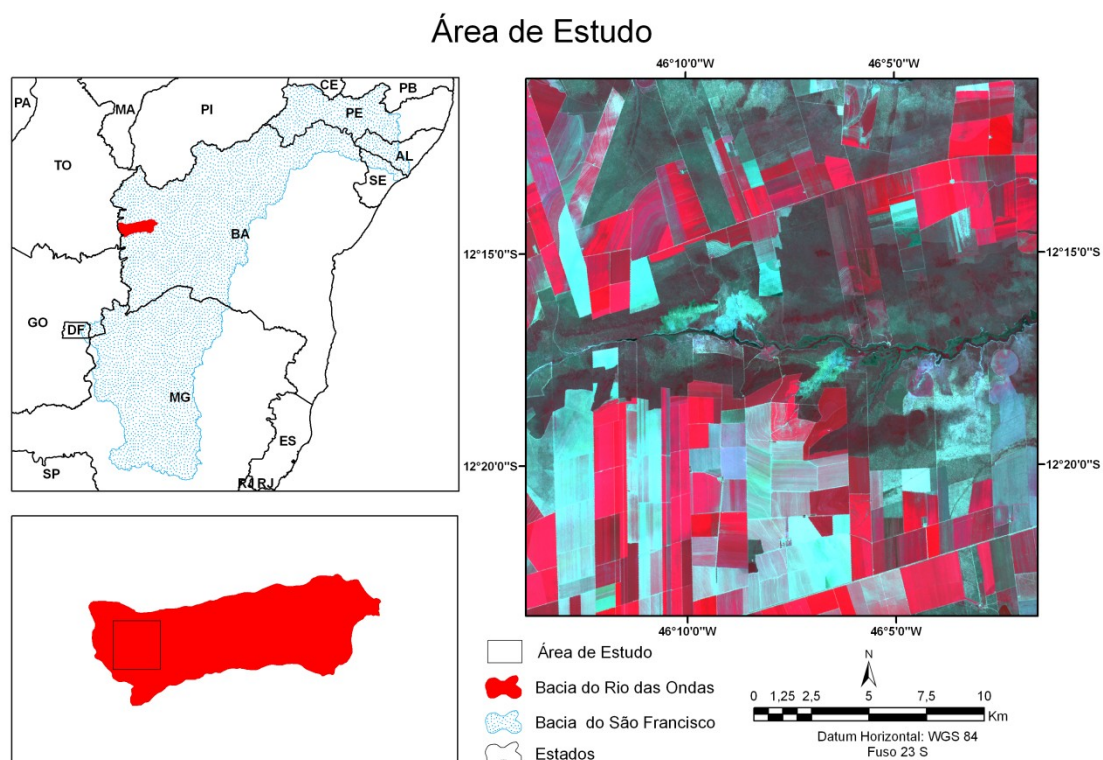 Área de Estudo
46°10'0"W
46°5'0"W
PA
MA
PI
CE
PB
PE
TO
AL
SE
BA
12°15'0"S
12°15'0"S
GO
DF
MG
ES
SP
RJ
RJ
12°20'0"S
12°20'0"S
46°10'0"W
46°5'0"W
Área de Estudo
Bacia do Rio das Ondas
Bacia do São Francisco
Estados
N
0 1,25 2,5 5 7,5 10
Km
Datum Horizontal: WGS 84
Fuso 23 S